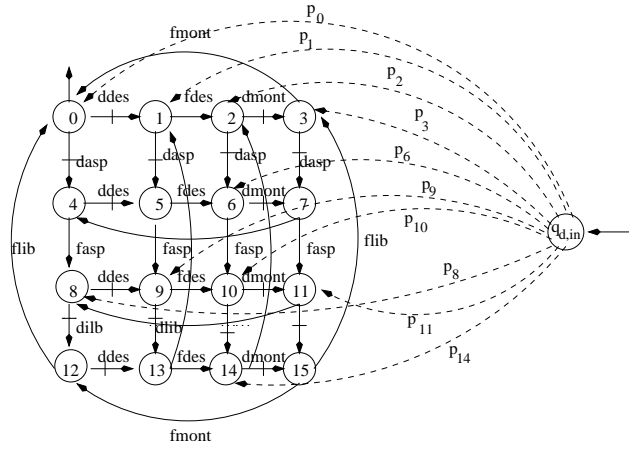 p0
fmont
p1
p2
ddes fdes dmont
0 1 2 3
p3
dasp dasp dasp dasp
p6
ddes fdes dmont
p9
4 5 6 7
p10
qd,in
flib fasp fasp fasp fasp flib
p8
ddes fdes dmont
8 9 10 11
p11
dilb dlib
p14
ddes fdes dmont
12 13 14 15
fmont